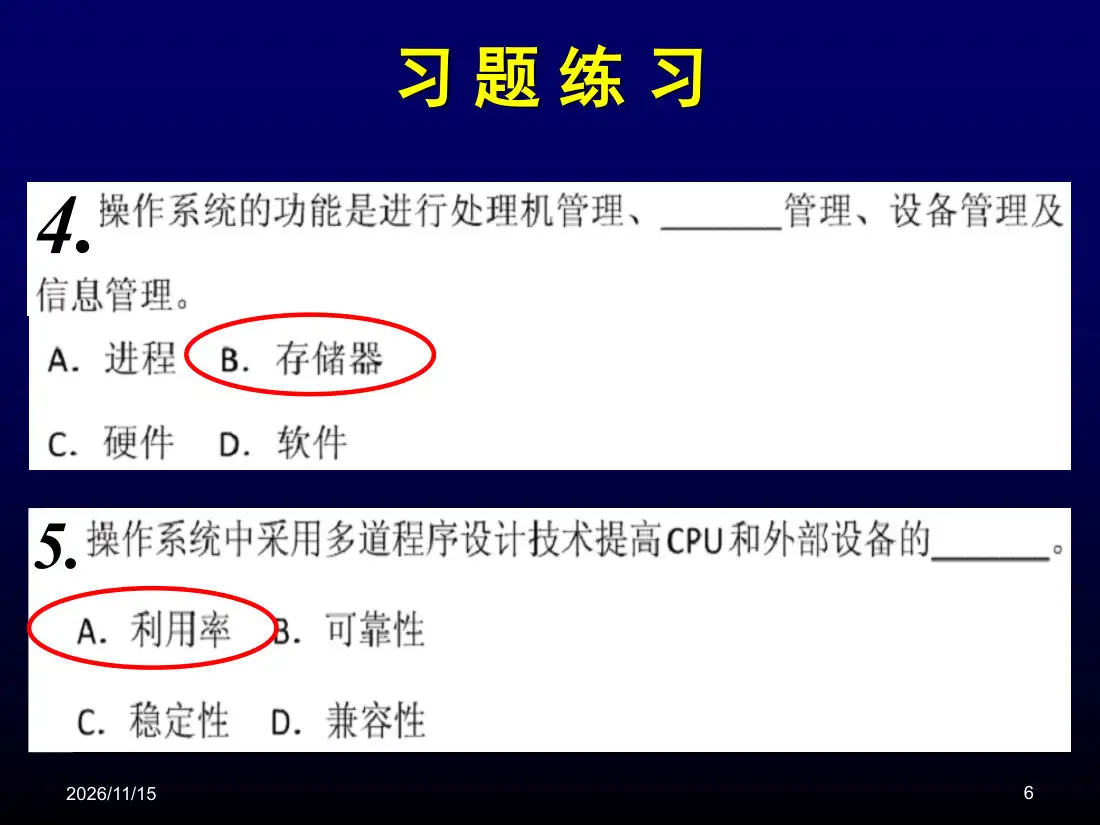 习题练习
4. 操作系统的功能是进行处理机管理、______管理、设备管理及
信息管理。
A. 进程 B. 存储器
C. 硬件 D. 软件
5. 操作系统中采用多道程序设计技术提高CPU和外部设备的______。
A. 利用率 B. 可靠性
C. 稳定性 D. 兼容性
2026/11/15 6